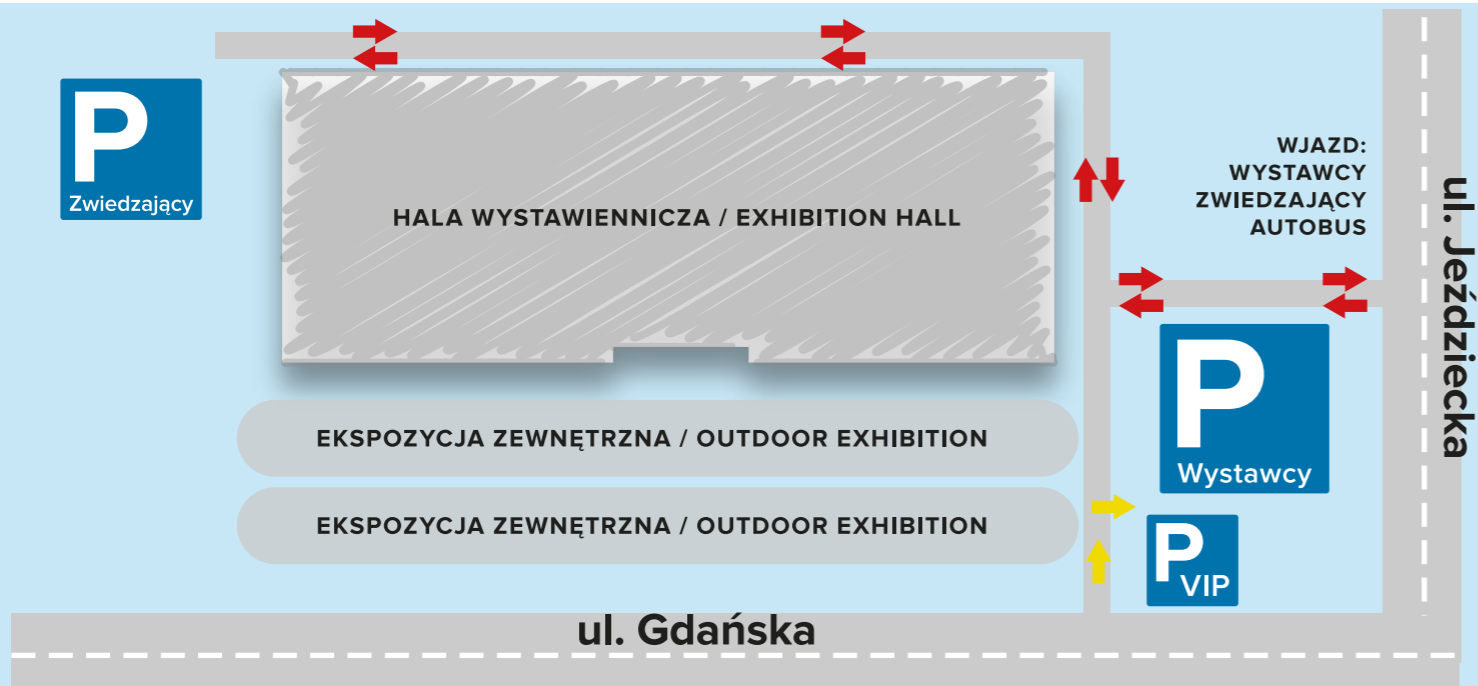 P
Zwiedzający
HALA WYSTAWIENNICZA / EXHIBITION HALL
WJAZD:
WYSTAWCY
ZWIEDZAJĄCY
AUTOBUS
ul. Jeździecka
P
Wystawcy
EKSPOZYCJA ZEWNĘTRZNA / OUTDOOR EXHIBITION
EKSPOZYCJA ZEWNĘTRZNA / OUTDOOR EXHIBITION
P
VIP
ul. Gdańska